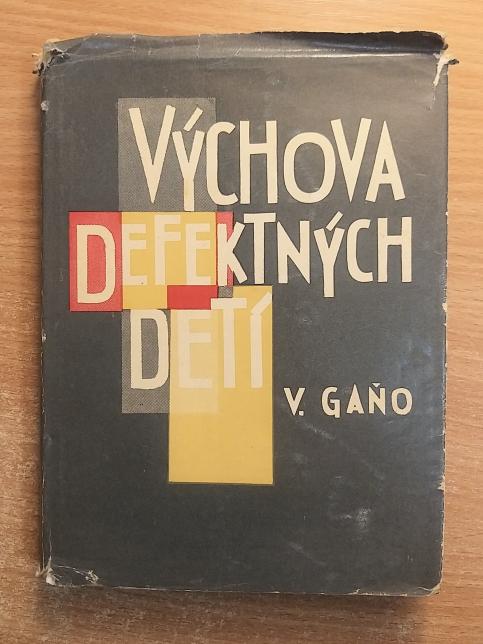 VÝCHOVA
DEFEKTNÝCH
DETÍ
V. GAŇO